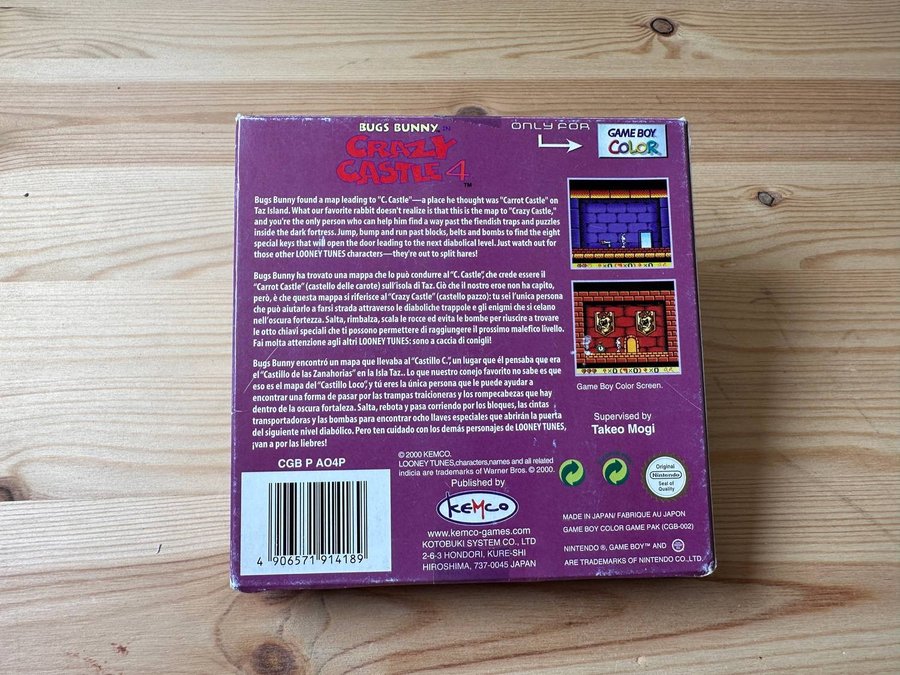 BUGS BUNNY IN
CRAZY
CASTLE 4
™
ONLY FOR
GAME BOY
COLOR
Bugs Bunny found a map leading to "C. Castle"—a place he thought was "Carrot Castle" on
Taz Island. What our favorite rabbit doesn't realize is that this is the map to "Crazy Castle,"
and you're the only person who can help him find a way past the fiendish traps and puzzles
inside the dark fortress. Jump, bump and run past blocks, belts and bombs to find the eight
special keys that will open the door leading to the next diabolical level. Just watch out for
those other LOONEY TUNES characters—they're out to split hares!
Bugs Bunny ha trovato una mappa che lo può condurre al "C. Castle", che crede essere il
"Carrot Castle" (castello delle carote) sull'isola di Taz. Ciò che il nostro eroe non ha capito,
però, è che questa mappa si riferisce al "Crazy Castle" (castello pazzo): tu sei l'unica persona
che può aiutarlo a farsi strada attraverso le diaboliche trappole e gli enigmi che si celano
nell'oscura fortezza. Salta, rimbalza, scala le rocce ed evita le bombe per riuscire a trovare
le otto chiavi speciali che ti possono permettere di raggiungere il prossimo malefico livello.
Fai molta attenzione agli altri LOONEY TUNES: sono a caccia di conigli!
Bugs Bunny encontró un mapa que llevaba al "Castillo C.", un lugar que él pensaba que era
el "Castillo de las Zanahorias" en la Isla Taz.. Lo que nuestro conejo favorito no sabe es que
eso es el mapa del "Castillo Loco", y tú eres la única persona que le puede ayudar a
encontrar una forma de pasar por las trampas traicioneras y los rompecabezas que hay
dentro de la oscura fortaleza. Salta, rebota y pasa corriendo por los bloques, las cintas
transportadoras y las bombas para encontrar ocho llaves especiales que abrirán la puerta
del siguiente nivel diabólico. Pero ten cuidado con los demás personajes de LOONEY TUNES,
¡van a por las liebres!
Game Boy Color Screen.
Supervised by
Takeo Mogi
CGB P AO4P
4 906571 914189
© 2000 KEMCO.
LOONEY TUNES,characters,names and all related
indicia are trademarks of Warner Bros. © 2000.
Published by
KEMCO
www.kemco-games.com
KOTOBUKI SYSTEM CO., LTD
2-6-3 HONDORI, KURE-SHI
HIROSHIMA, 737-0045 JAPAN
Original
Nintendo
Seal of
Quality
MADE IN JAPAN/ FABRIQUE AU JAPON
GAME BOY COLOR GAME PAK (CGB-002)
NINTENDO ®, GAME BOY™ AND
ARE TRADEMARKS OF NINTENDO CO.,LTD.